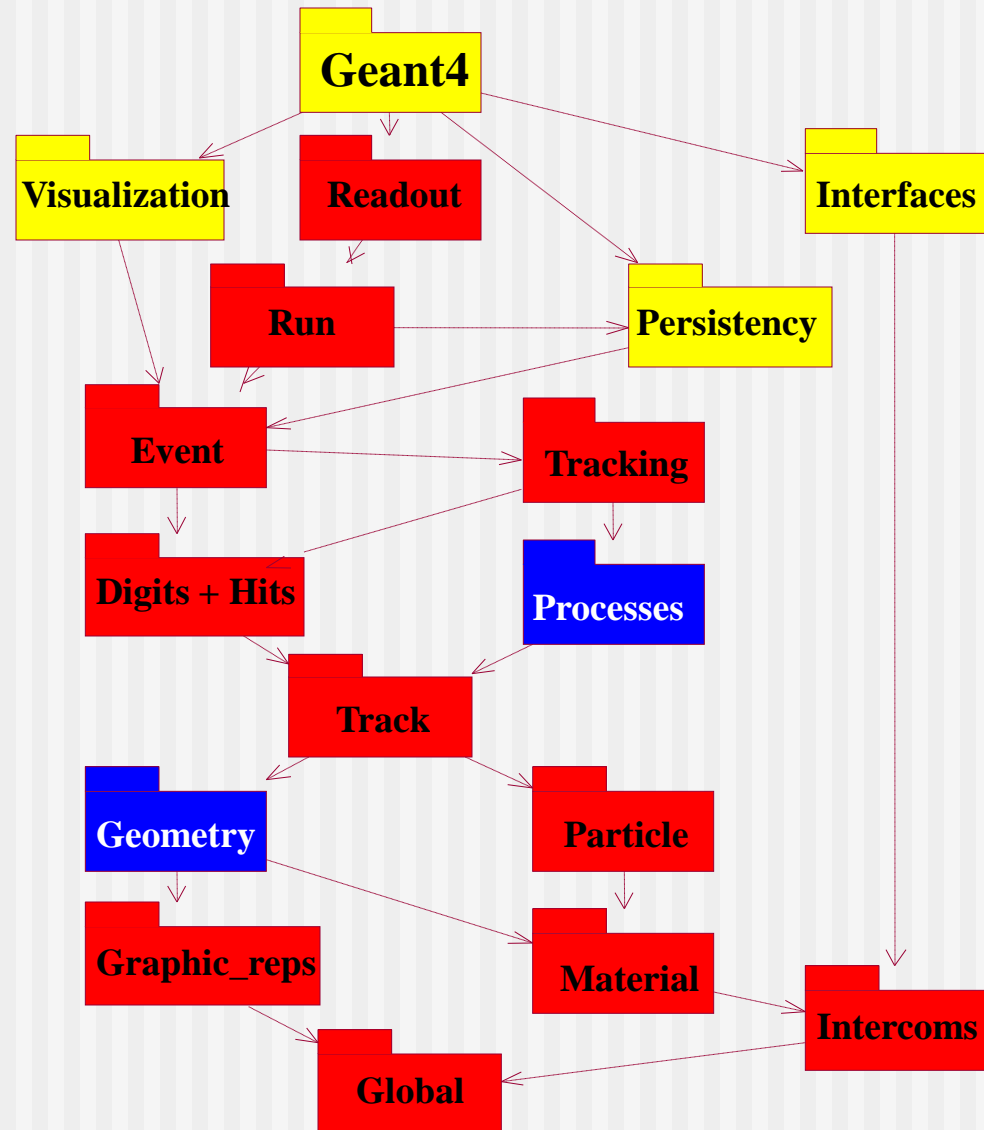 Geant4
Visualization
Readout
Interfaces
Run
Persistency
Event
Tracking
Digits + Hits
Processes
Track
Geometry
Particle
Graphic_reps
Material
Intercoms
Global